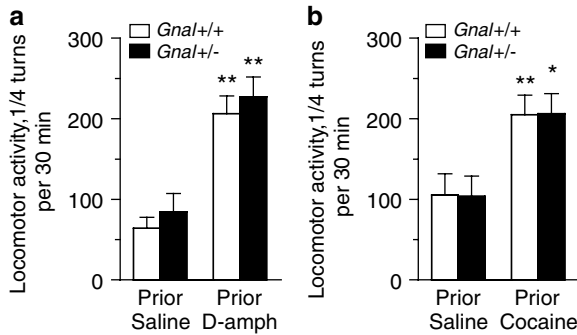 a
Gnal+/+
Gnal+/-
Locomotor activity,1/4 turns
per 30 min
300
200
100
0
**
**
Prior
Saline
Prior
D-amph
b
Gnal+/+
Gnal+/-
Locomotor activity,1/4 turns
per 30 min
300
200
100
0
**
*
Prior
Saline
Prior
Cocaine